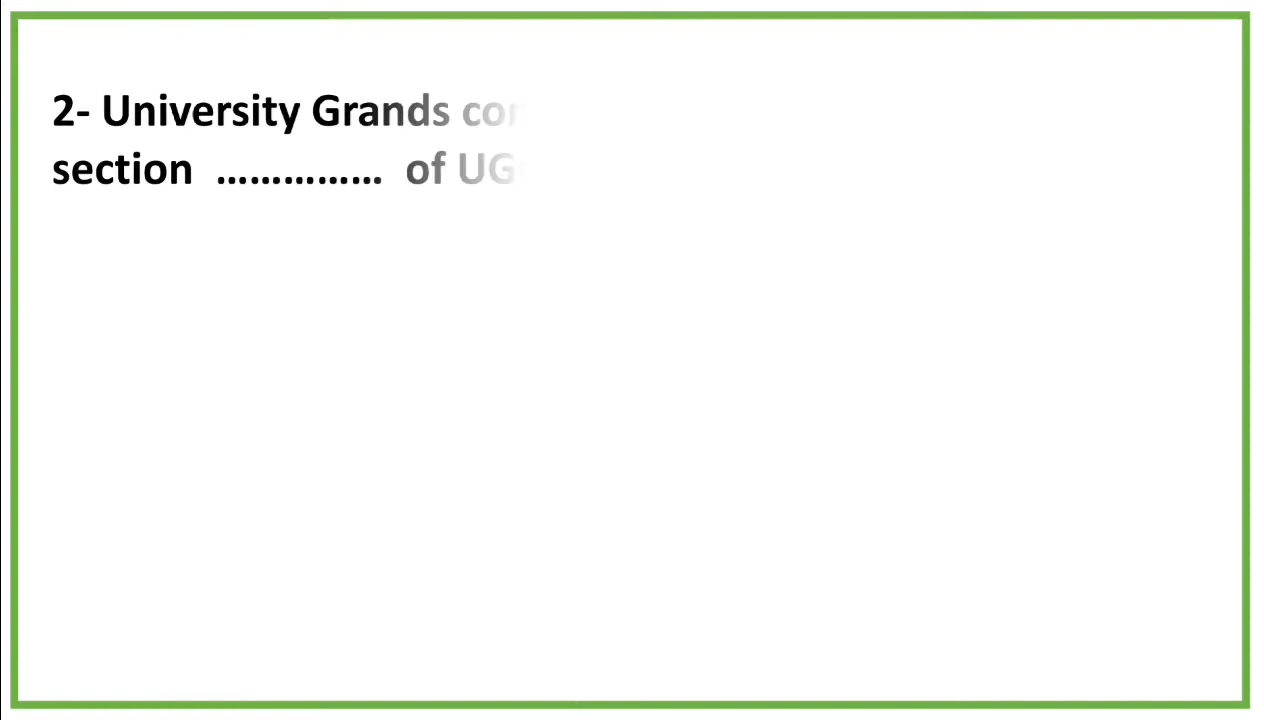 2- University Grands
section …………… of